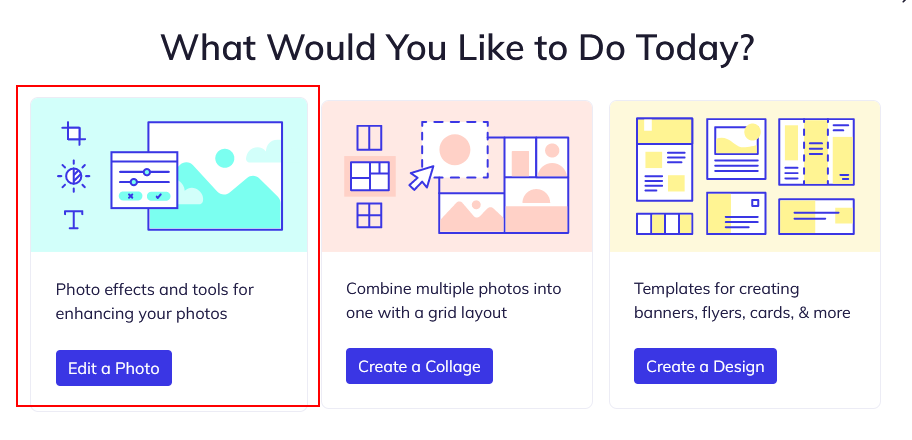 What Would You Like to Do Today?
T
Photo effects and tools for
enhancing your photos
Edit a Photo
Combine multiple photos into
one with a grid layout
Create a Collage
Templates for creating
banners, flyers, cards, & more
Create a Design